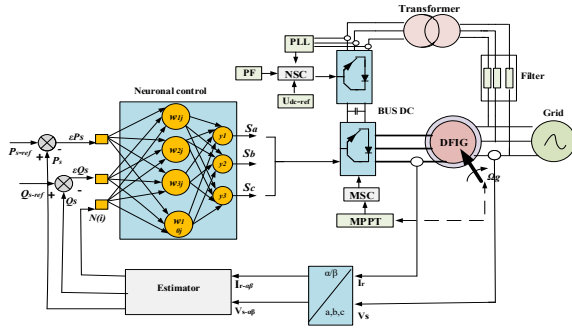 Transformer
PLL
PF
NSC
Udc-ref
Filter
BUS DC
Grid
DFIG
Ωg
MSC
MPPT
Neuronal control
w1j
w2j
w3j
w1
0j
y1
y2
y3
Sa
Sb
Sc
εPs
Ps-ref
+
-
Ps
εQs
Qs-ref
+
-
Qs
N(i)
Estimator
Ir-αβ
Vs-αβ
α/β
a,b,c
Ir
Vs